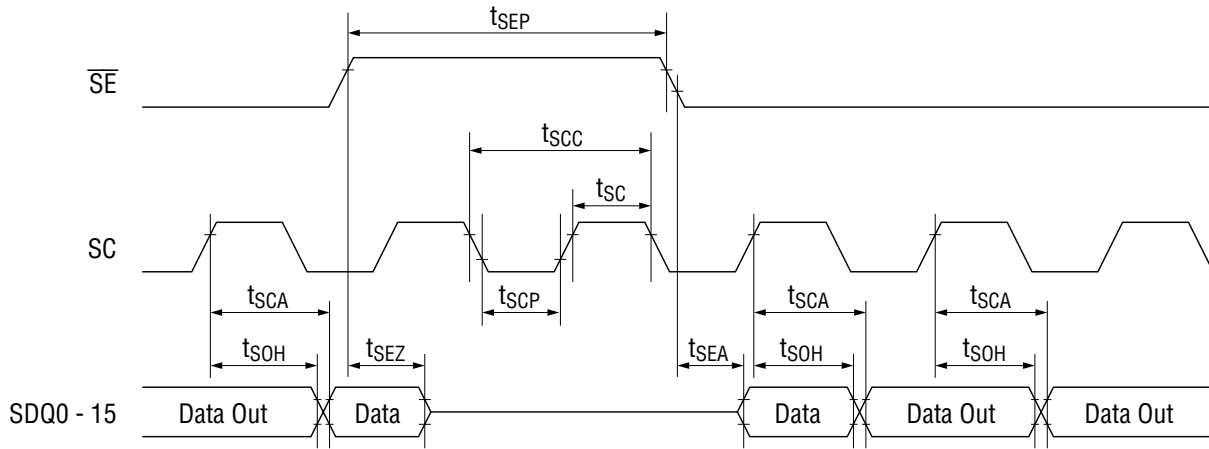 tSEP
SE
tSCC
tSC
SC
tSCA tSCP tSCA tSCA
tSOH tSEZ tSEA tSOH tSOH
SDQ0 - 15 Data Out Data Data Data Out Data Out